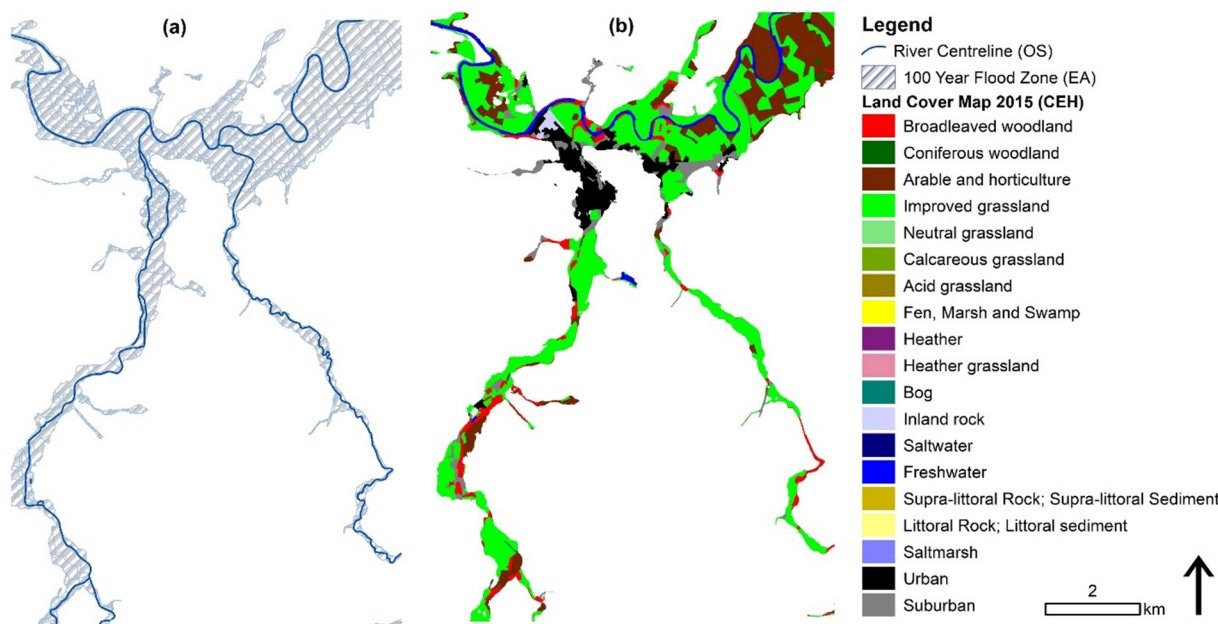 (a)
(b)
Legend
River Centreline (OS)
100 Year Flood Zone (EA)
Land Cover Map 2015 (CEH)
Broadleaved woodland
Coniferous woodland
Arable and horticulture
Improved grassland
Neutral grassland
Calcareous grassland
Acid grassland
Fen, Marsh and Swamp
Heather
Heather grassland
Bog
Inland rock
Saltwater
Freshwater
Supra-littoral Rock; Supra-littoral Sediment
Littoral Rock; Littoral sediment
Saltmarsh
Urban
Suburban
2
km